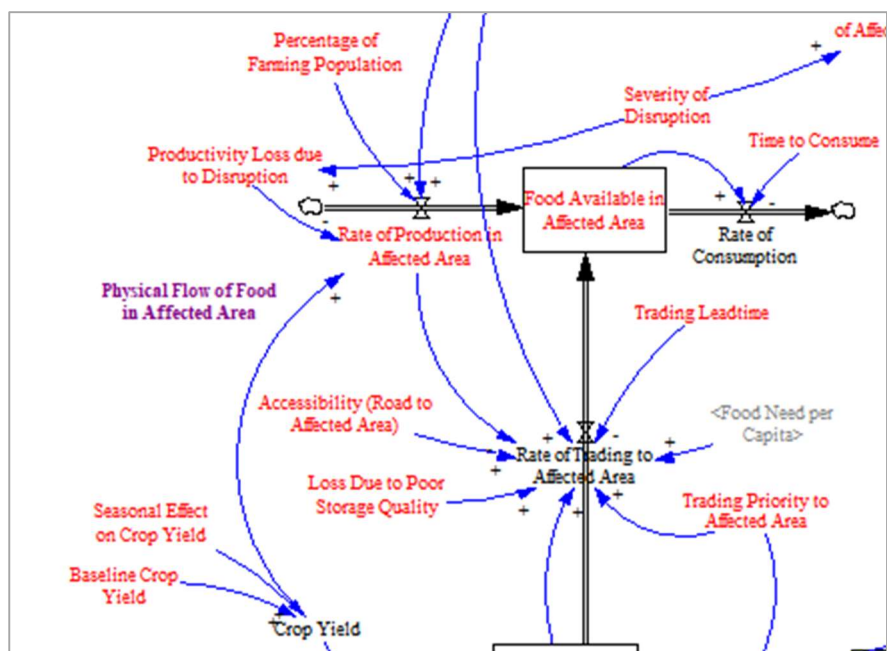 Percentage of
Farming Population
of Affec
Severity of
Disruption
Time to Consume
Productivity Loss due
to Disruption
Food Available in
Affected Area
Rate of Production in
Affected Area
Rate of
Consumption
Physical Flow of Food
in Affected Area
Trading Leadtime
Accessibility (Road to
Affected Area)
<Food Need per
Capita>
Rate of Trading to
Affected Area
Loss Due to Poor
Storage Quality
Trading Priority to
Affected Area
Seasonal Effect
on Crop Yield
Baseline Crop
Yield
Crop Yield